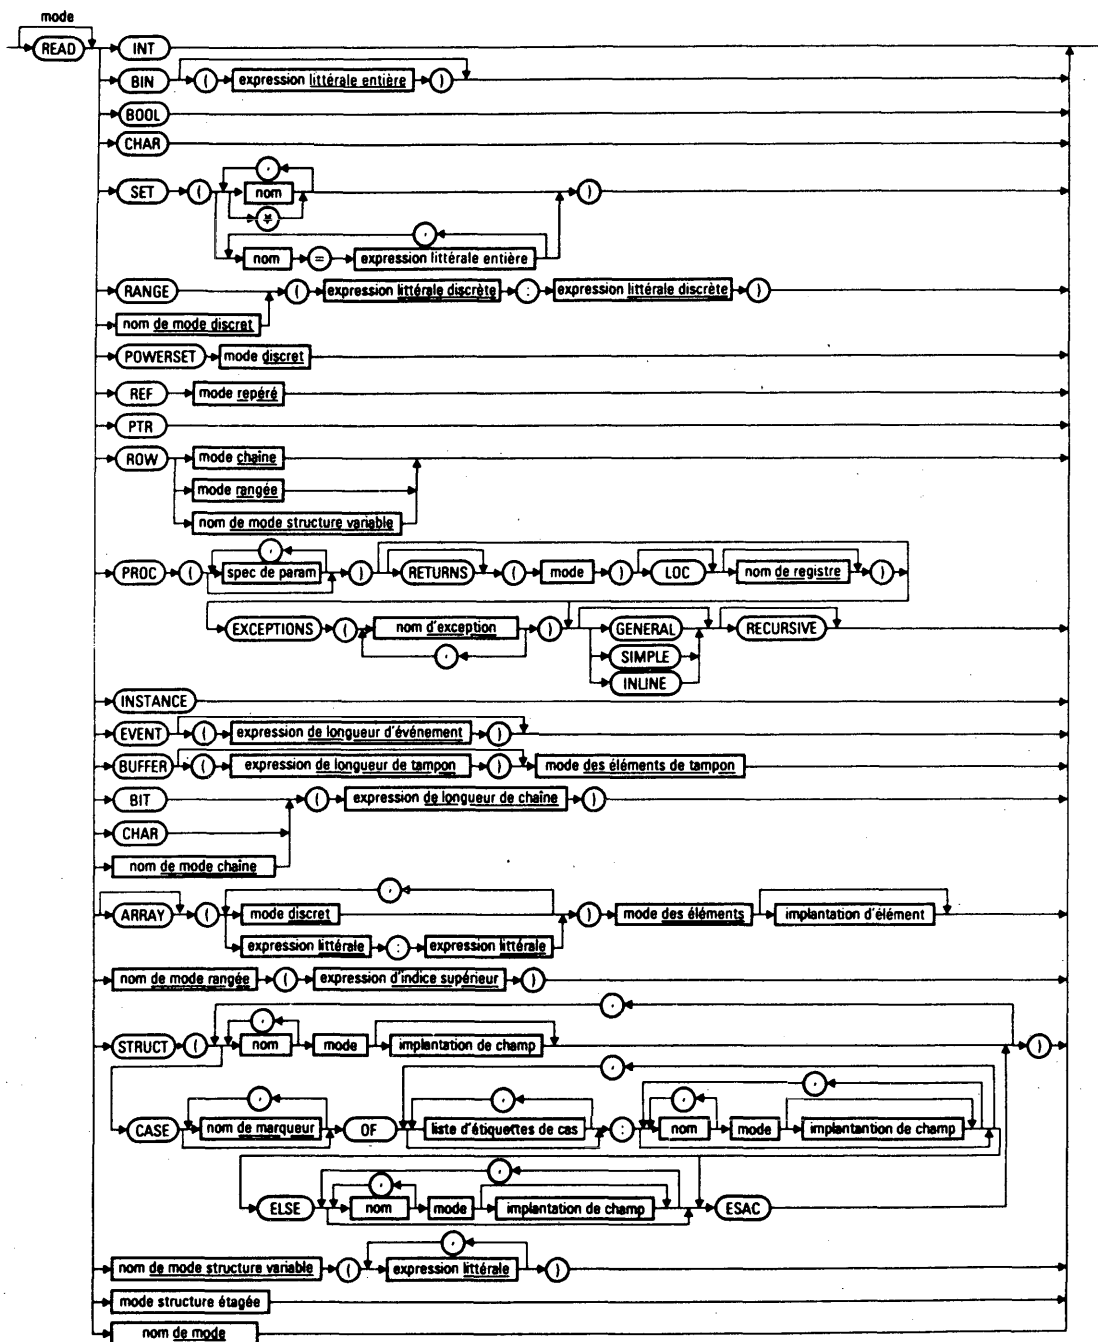 mode
READ INT
BIN ( expression littérale entière )
BOOL
CHAR
,
SET ( nom )
*
,
nom = expression littérale entière
RANGE ( expression littérale discrète : expression littérale discrète )
nom de mode discret
POWERSET mode discret
REF mode repéré
PTR
ROW mode chaîne
mode rangée
nom de mode structure variable
,
PROC ( spec de param ) RETURNS ( mode ) LOC nom de registre )
EXCEPTIONS ( nom d'exception ) GENERAL RECURSIVE
,
SIMPLE
INLINE
INSTANCE
EVENT ( expression de longueur d'événement )
BUFFER ( expression de longueur de tampon ) mode des éléments de tampon
BIT ( expression de longueur de chaîne )
CHAR
nom de mode chaîne
,
ARRAY ( mode discret ) mode des éléments implantation d'élément
expression littérale : expression littérale
nom de mode rangée ( expression d'indice supérieur )
,
,
STRUCT ( nom mode implantation de champ )
,
, , , ,
CASE nom de marqueur OF liste d'étiquettes de cas : nom mode implantantion de champ
,
,
ELSE nom mode implantation de champ ESAC
,
nom de mode structure variable ( expression littérale )
mode structure étagée
nom de mode